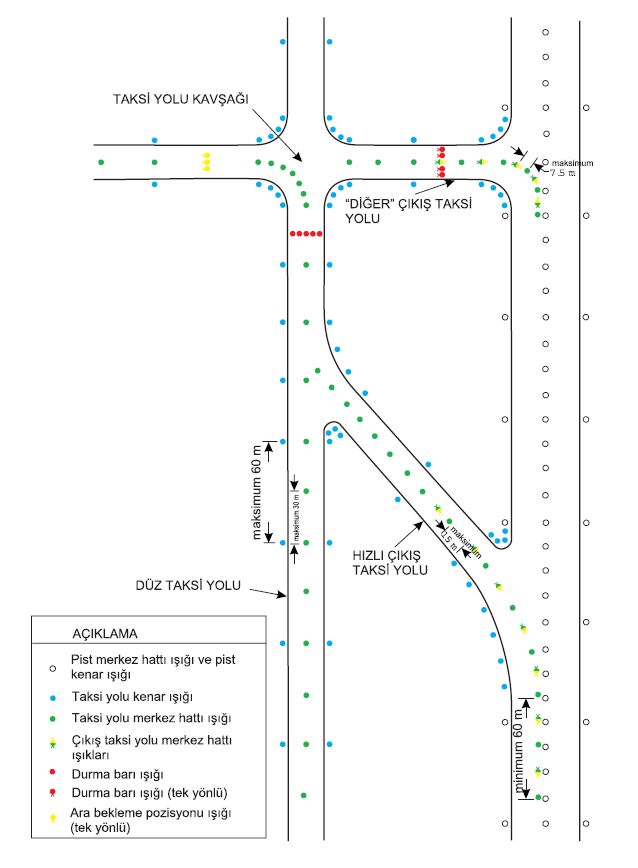 TAKSİ YOLU KAVŞAĞI
maksimum
7.5 m
“DİĞER” ÇIKIŞ TAKSİ
YOLU
maksimum 60 m
maksimum 30 m
maksimum
HIZLI ÇIKIŞ
TAKSİ YOLU
DÜZ TAKSİ YOLU
minimum 60 m
AÇIKLAMA
Pist merkez hattı ışığı ve pist
kenar ışığı
Taksi yolu kenar ışığı
Taksi yolu merkez hattı ışığı
Çıkış taksi yolu merkez hattı
ışıkları
Durma barı ışığı
Durma barı ışığı (tek yönlü)
Ara bekleme pozisyonu ışığı
(tek yönlü)